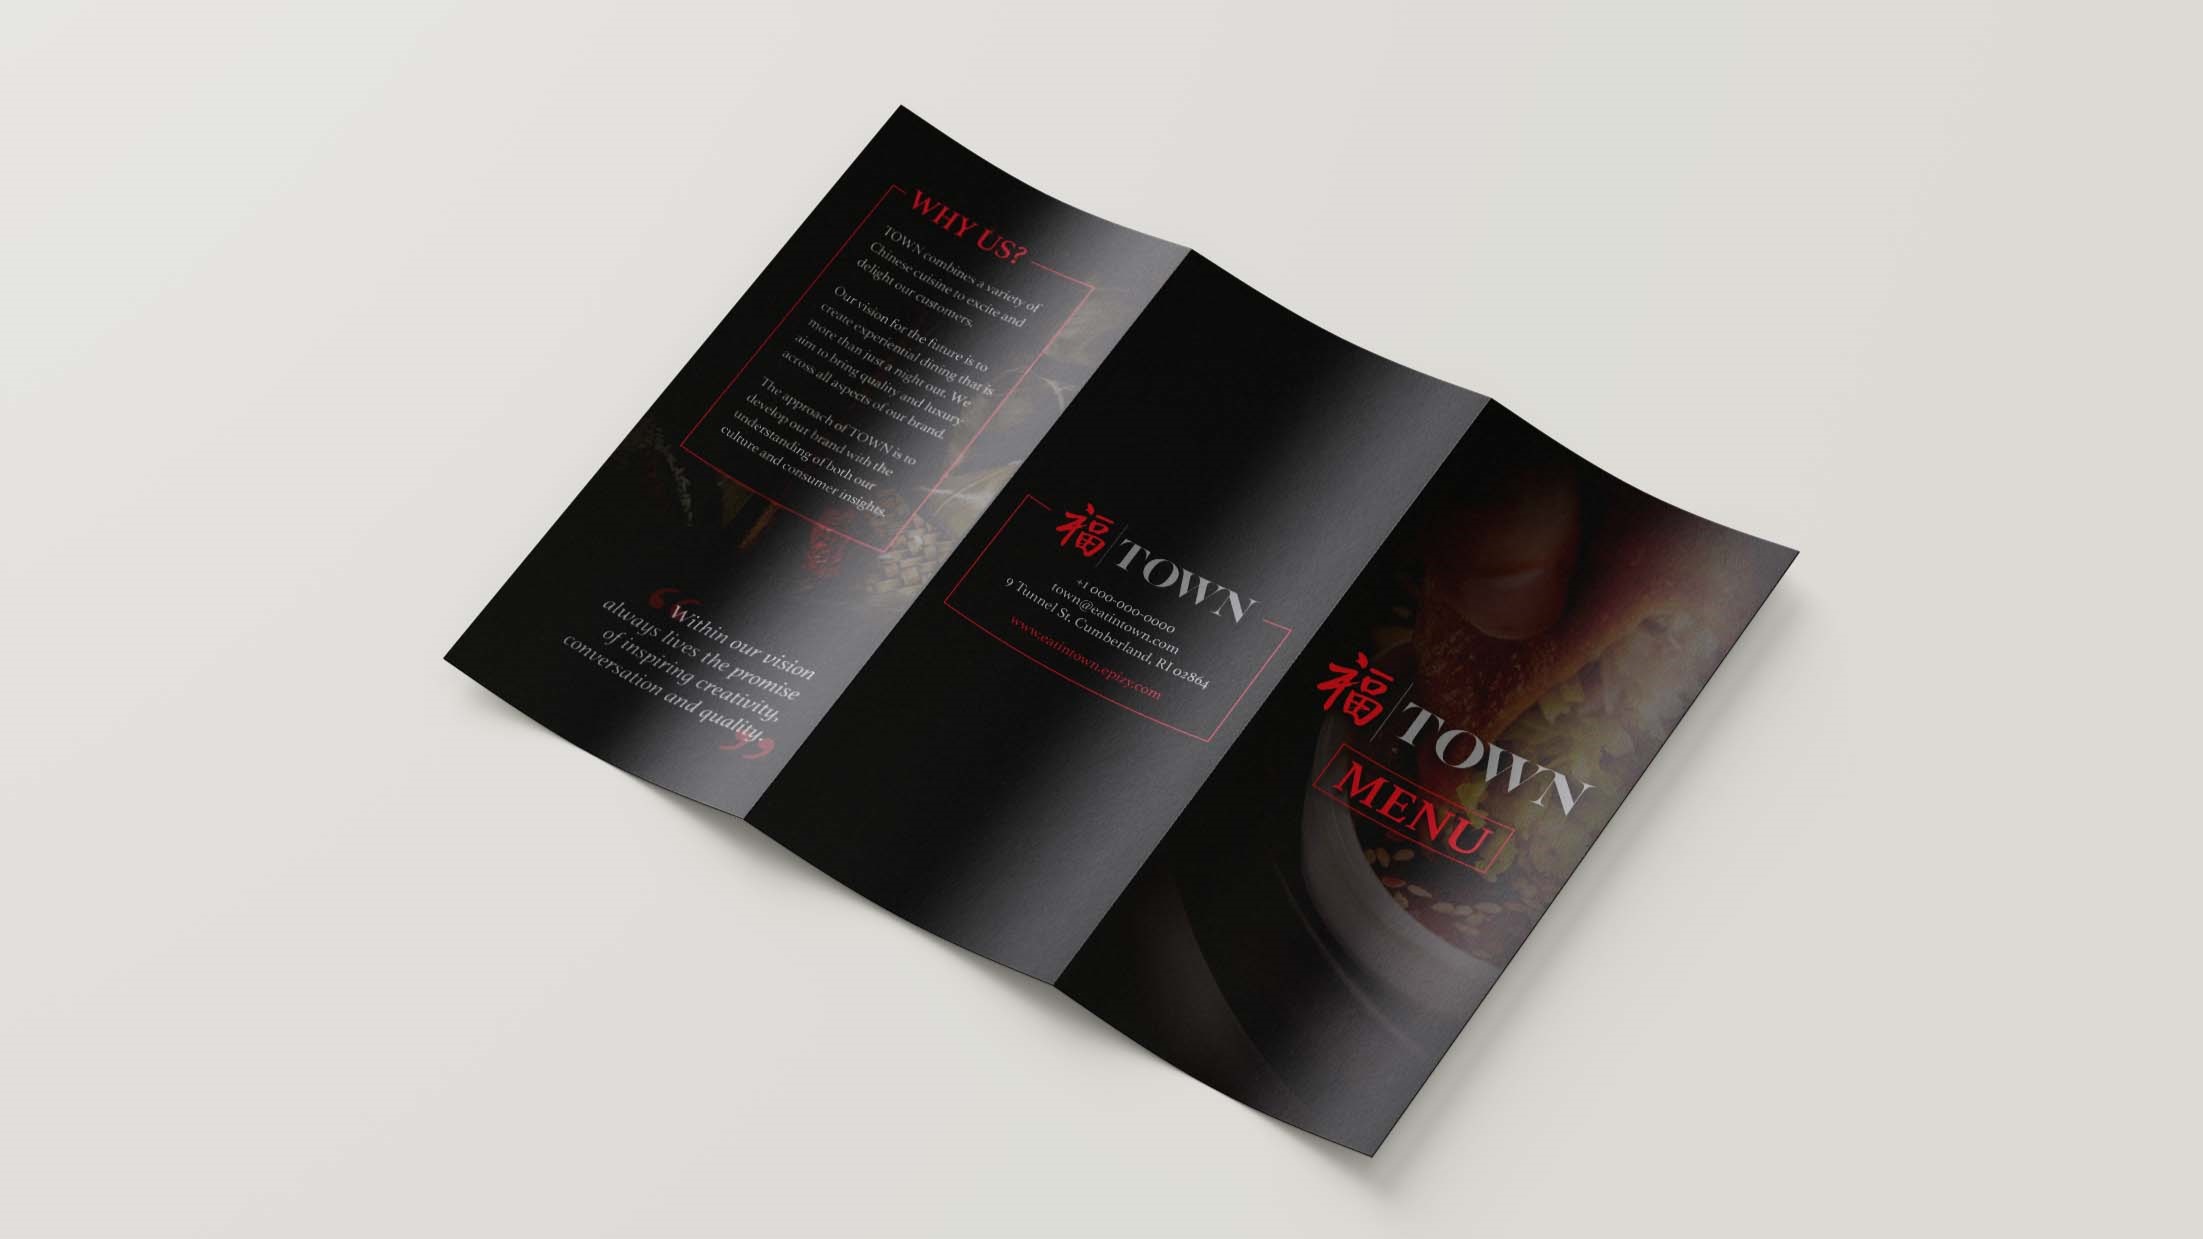 WHY US?
TOWN combines a variety of
Chinese cuisine to excite and
delight our customers.
Our vision for the future is to
create experiential dining that is
more than just a night out. We
aim to bring quality and luxury
across all aspects of our brand.
The approach of TOWN is to
develop our brand with the
understanding of both our
culture and consumer insights.
“Within our vision
always lives the promise
of inspiring creativity,
conversation and quality.”
福 TOWN
+1 000-000-0000
town@eatintown.com
9 Tunnel St. Cumberland, RI 02864
www.eatintown.epizy.com
福 TOWN
MENU